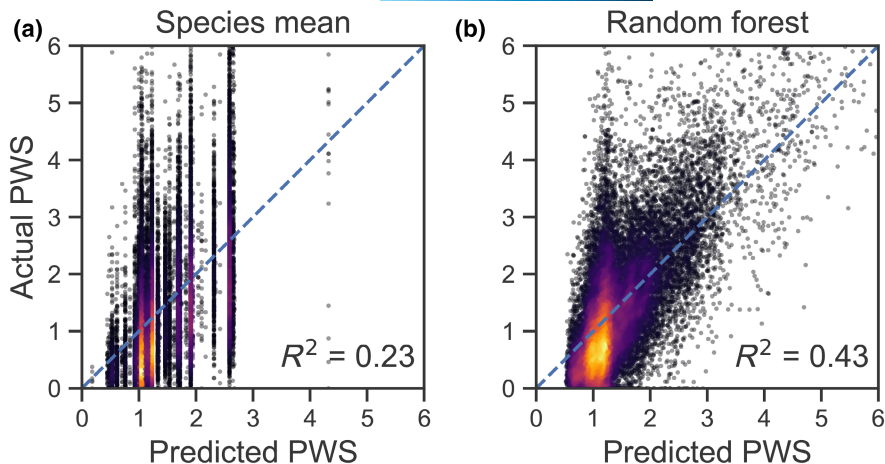 (a) Species mean
6
5
4
3
2
1
0
Actual PWS
R² = 0.23
0 1 2 3 4 5 6
Predicted PWS
(b) Random forest
6
5
4
3
2
1
0
R² = 0.43
0 1 2 3 4 5 6
Predicted PWS